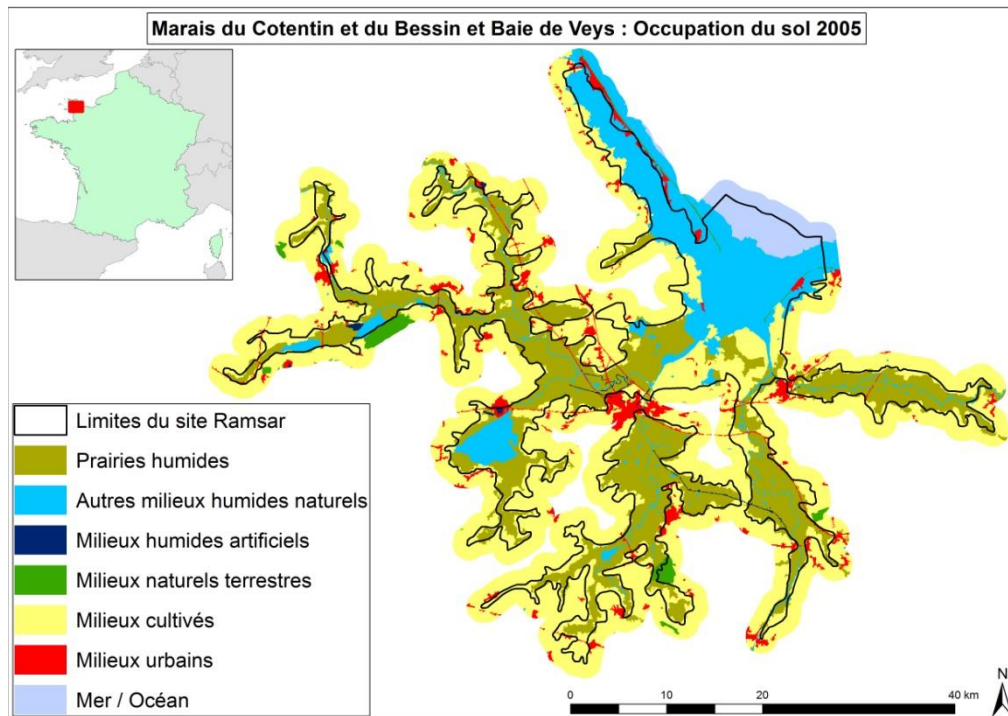 Marais du Cotentin et du Bessin et Baie de Veys : Occupation du sol 2005
Limites du site Ramsar
Prairies humides
Autres milieux humides naturels
Milieux humides artificiels
Milieux naturels terrestres
Milieux cultivés
Milieux urbains
Mer / Océan
N
0 10 20 40 km